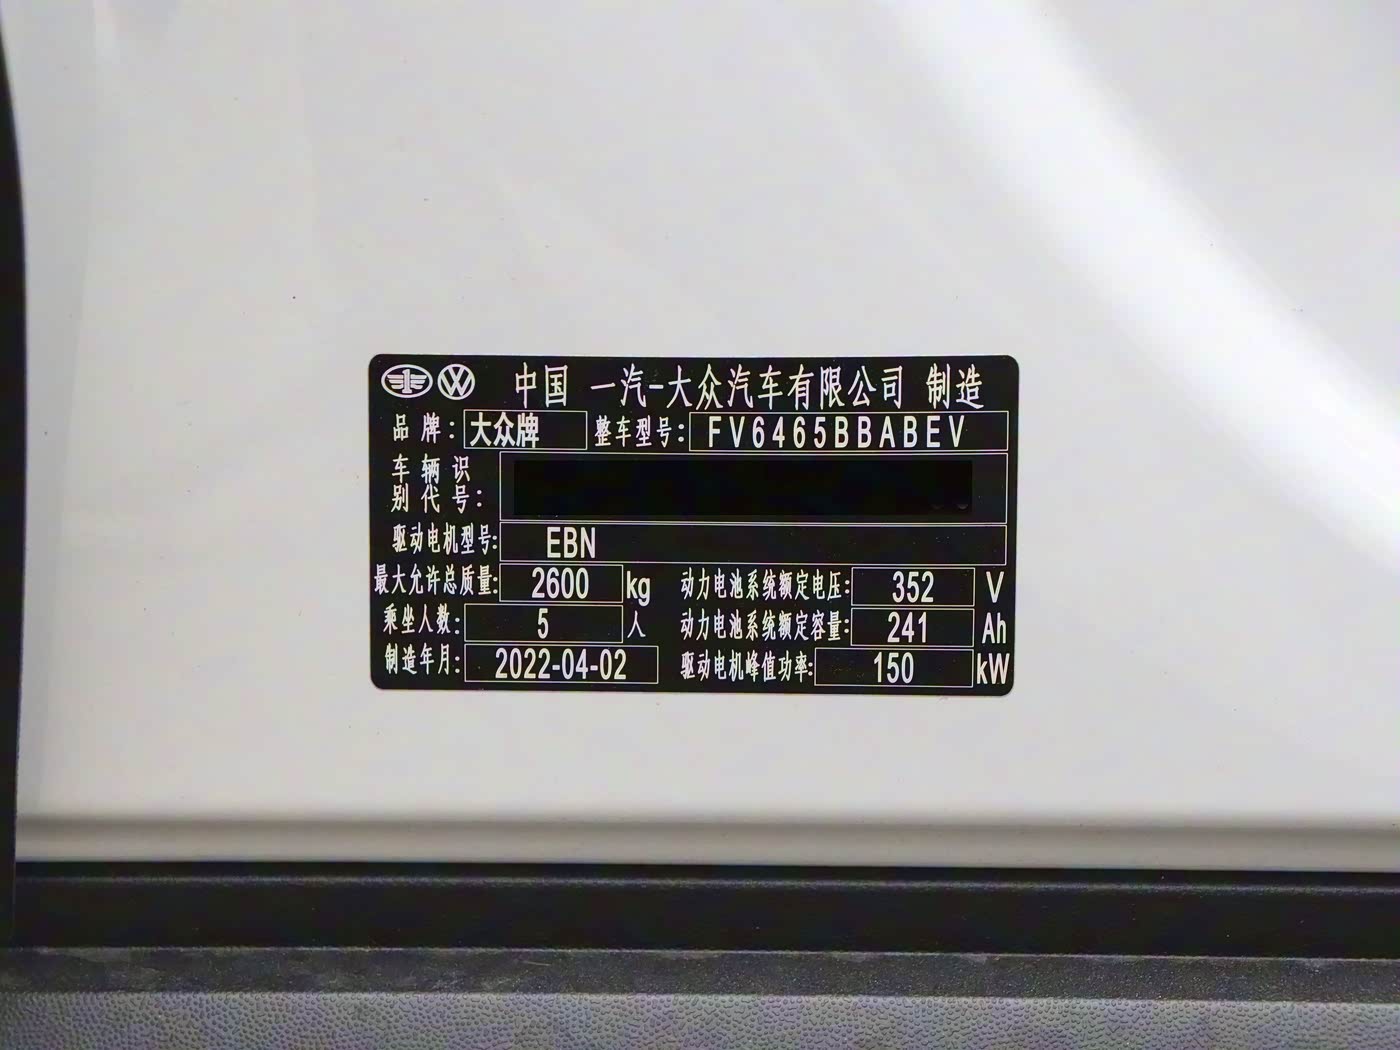 中国 一汽-大众汽车有限公司 制造
品牌: 大众牌 整车型号: FV6465BBABEV
车辆识
别代号:
驱动电机型号: EBN
最大允许总质量: 2600 kg 动力电池系统额定电压: 352 V
乘坐人数: 5 人 动力电池系统额定容量: 241 Ah
制造年月: 2022-04-02 驱动电机峰值功率: 150 kW